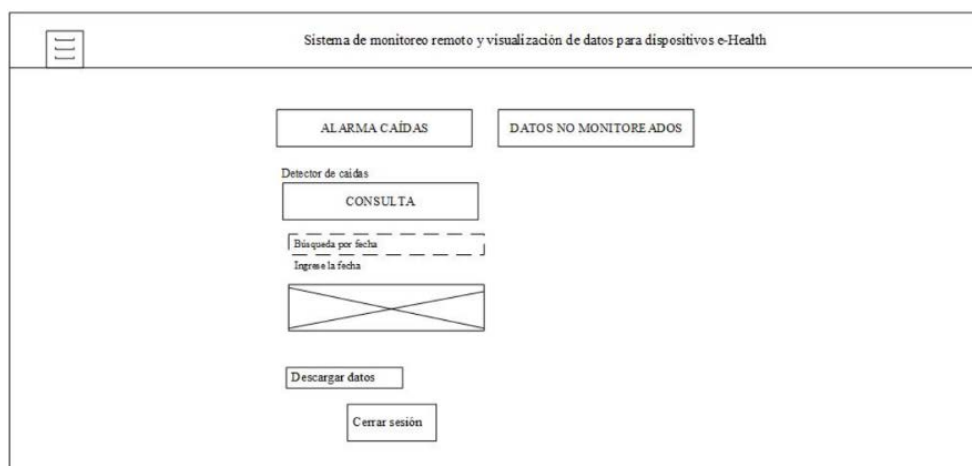 Sistema de monitoreo remoto y visualización de datos para dispositivos e-Health
ALARMA CAÍDAS
DATOS NO MONITOREADOS
Detector de caidas
CONSULTA
Búsqueda por fecha
Ingrese la fecha
Descargar datos
Cerrar sesión